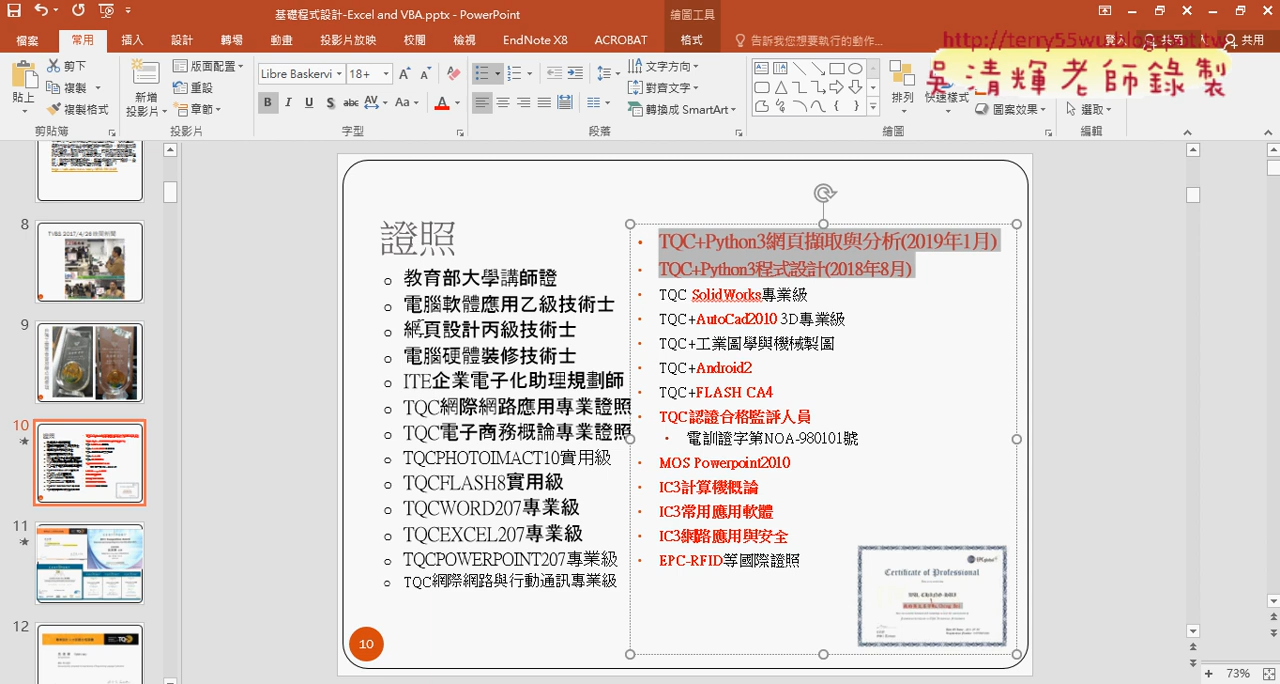 基礎程式設計-Excel and VBA.pptx - PowerPoint
繪圖工具
檔案 常用 插入 設計 轉場 動畫 投影片放映 校閱 檢視 EndNote X8 ACROBAT 格式 告訴我您想要執行的動作... 登入 共用 共用
http://terry55wu.blogspot.tw
吳清輝老師錄製
貼上 剪下 複製 複製格式 剪貼簿
新增投影片 版面配置 重設 章節 投影片
Libre Baskervi 18+ 字型
文字方向 對齊文字 轉換成 SmartArt 段落
排列 快速樣式 圖案效果 繪圖
選取 編輯
8
TVBS 2017/4/26
9
10
11
12
證照
教育部大學講師證
電腦軟體應用乙級技術士
網頁設計丙級技術士
電腦硬體裝修技術士
ITE企業電子化助理規劃師
TQC網際網路應用專業證照
TQC電子商務概論專業證照
TQCPHOTOIMACT10實用級
TQCFLASH8實用級
TQCWORD207專業級
TQCEXCEL207專業級
TQCPOWERPOINT207專業級
TQC網際網路與行動通訊專業級
TQC+Python3網頁擷取與分析(2019年1月)
TQC+Python3程式設計(2018年8月)
TQC SolidWorks專業級
TQC+AutoCad2010 3D專業級
TQC+工業圖學與機械製圖
TQC+Android2
TQC+FLASH CA4
TQC認證合格監評人員
電訓證字第NO:984101號
MOS Powerpoint2010
IC3計算機概論
IC3常用應用軟體
IC3網路應用與安全
EPC-RFID等國際證照
Certificate of Professional
10
73%